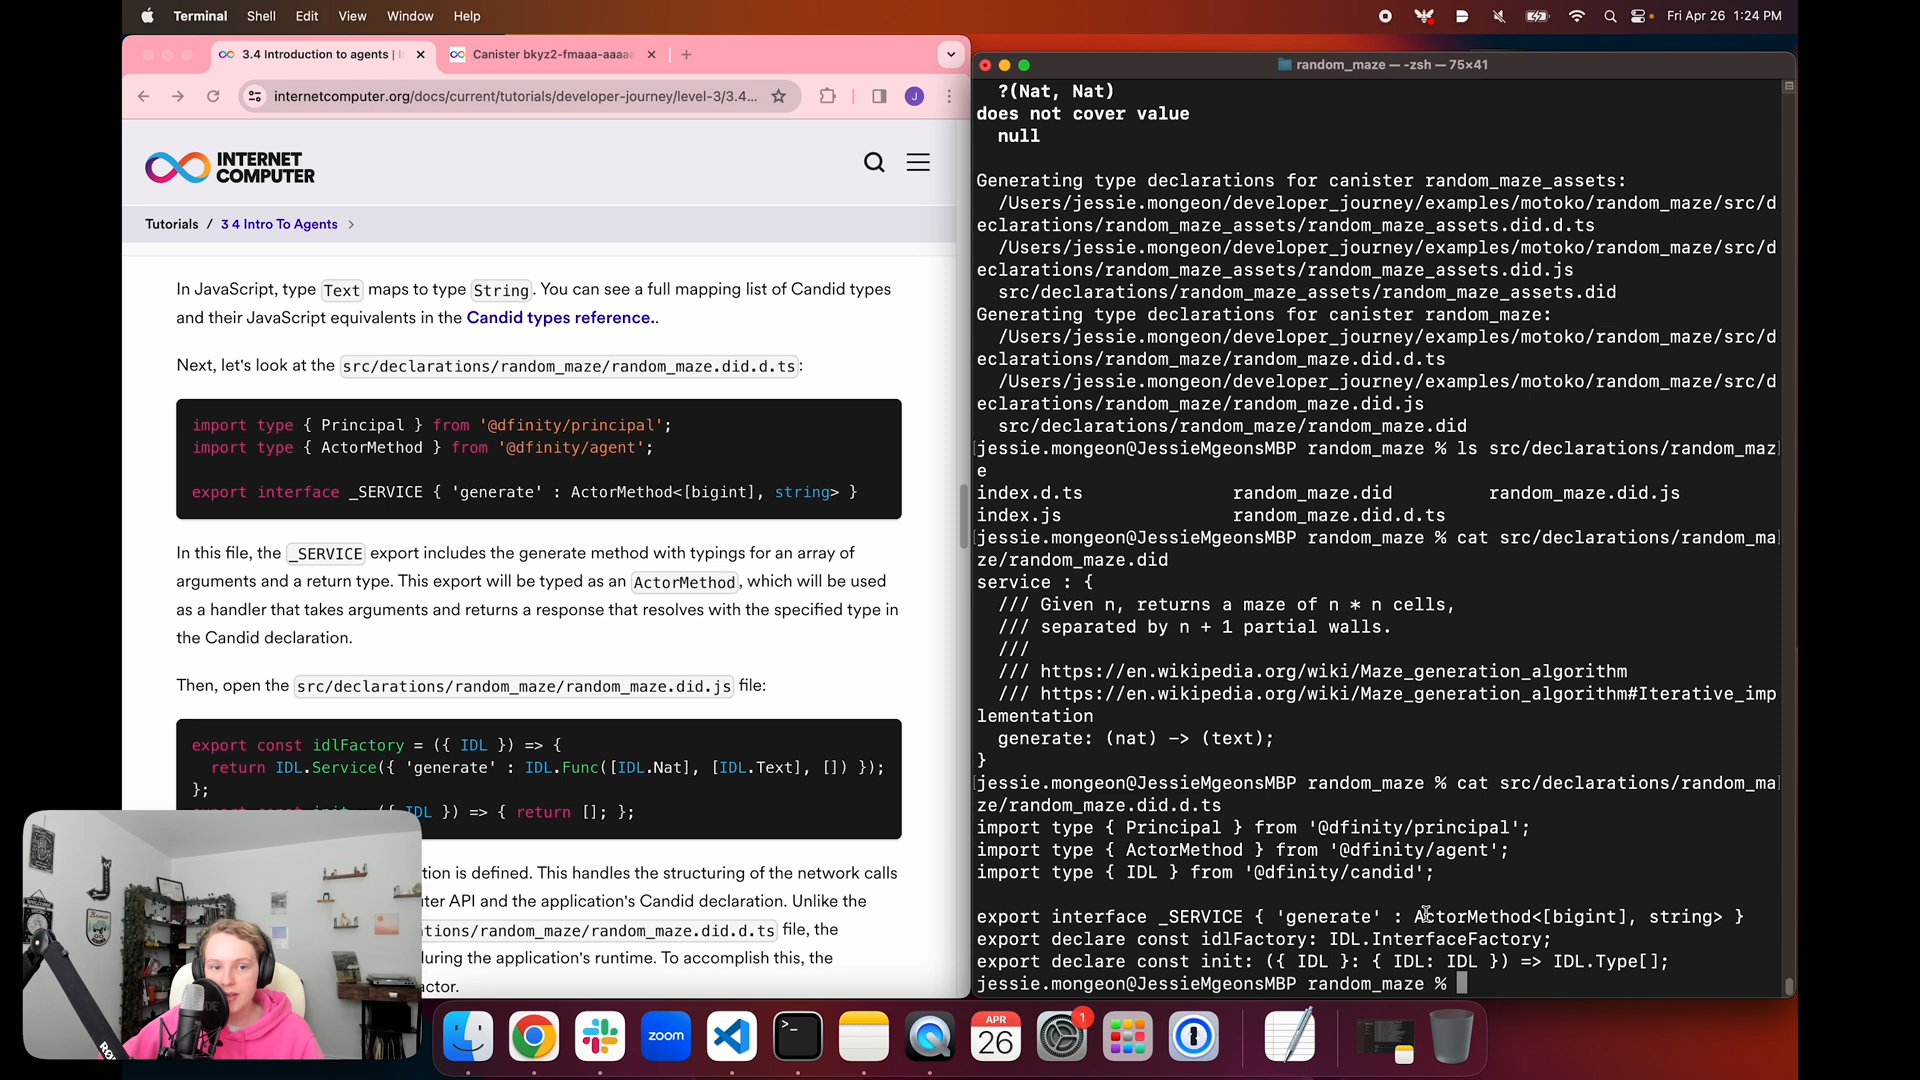 Terminal Shell Edit View Window Help
Fri Apr 26 1:24 PM
3.4 Introduction to agents |
Canister bkyz2-fmaaa-aaaaa
internetcomputer.org/docs/current/tutorials/developer-journey/level-3/3.4...
J
INTERNET
COMPUTER
Tutorials / 3 4 Intro To Agents >
In JavaScript, type Text maps to type String. You can see a full mapping list of Candid types
and their JavaScript equivalents in the Candid types reference..
Next, let's look at the src/declarations/random_maze/random_maze.did.d.ts:
import type { Principal } from '@dfinity/principal';
import type { ActorMethod } from '@dfinity/agent';
export interface _SERVICE { 'generate' : ActorMethod<[bigint], string> }
In this file, the _SERVICE export includes the generate method with typings for an array of
arguments and a return type. This export will be typed as an ActorMethod, which will be used
as a handler that takes arguments and returns a response that resolves with the specified type in
the Candid declaration.
Then, open the src/declarations/random_maze/random_maze.did.js file:
export const idlFactory = ({ IDL }) => {
return IDL.Service({ 'generate' : IDL.Func([IDL.Nat], [IDL.Text], []) });
};
IDL }) => { return []; };
tion is defined. This handles the structuring of the network calls
ter API and the application's Candid declaration. Unlike the
tions/random_maze/random_maze.did.d.ts file, the
luring the application's runtime. To accomplish this, the
actor.
random_maze — -zsh — 75×41
?(Nat, Nat)
does not cover value
null
Generating type declarations for canister random_maze_assets:
/Users/jessie.mongeon/developer_journey/examples/motoko/random_maze/src/d
eclarations/random_maze_assets/random_maze_assets.did.d.ts
/Users/jessie.mongeon/developer_journey/examples/motoko/random_maze/src/d
eclarations/random_maze_assets/random_maze_assets.did.js
src/declarations/random_maze_assets/random_maze_assets.did
Generating type declarations for canister random_maze:
/Users/jessie.mongeon/developer_journey/examples/motoko/random_maze/src/d
eclarations/random_maze/random_maze.did.d.ts
/Users/jessie.mongeon/developer_journey/examples/motoko/random_maze/src/d
eclarations/random_maze/random_maze.did.js
src/declarations/random_maze/random_maze.did
[jessie.mongeon@JessieMgeonsMBP random_maze % ls src/declarations/random_maz]
e
index.d.ts random_maze.did random_maze.did.js
index.js random_maze.did.d.ts
[jessie.mongeon@JessieMgeonsMBP random_maze % cat src/declarations/random_ma]
ze/random_maze.did
service : {
/// Given n, returns a maze of n * n cells,
/// separated by n + 1 partial walls.
///
/// https://en.wikipedia.org/wiki/Maze_generation_algorithm
/// https://en.wikipedia.org/wiki/Maze_generation_algorithm#Iterative_imp
lementation
generate: (nat) -> (text);
}
[jessie.mongeon@JessieMgeonsMBP random_maze % cat src/declarations/random_ma]
ze/random_maze.did.d.ts
import type { Principal } from '@dfinity/principal';
import type { ActorMethod } from '@dfinity/agent';
import type { IDL } from '@dfinity/candid';
export interface _SERVICE { 'generate' : ActorMethod<[bigint], string> }
export declare const idlFactory: IDL.InterfaceFactory;
export declare const init: ({ IDL }: { IDL: IDL }) => IDL.Type[];
jessie.mongeon@JessieMgeonsMBP random_maze %
zoom
APR
26
1